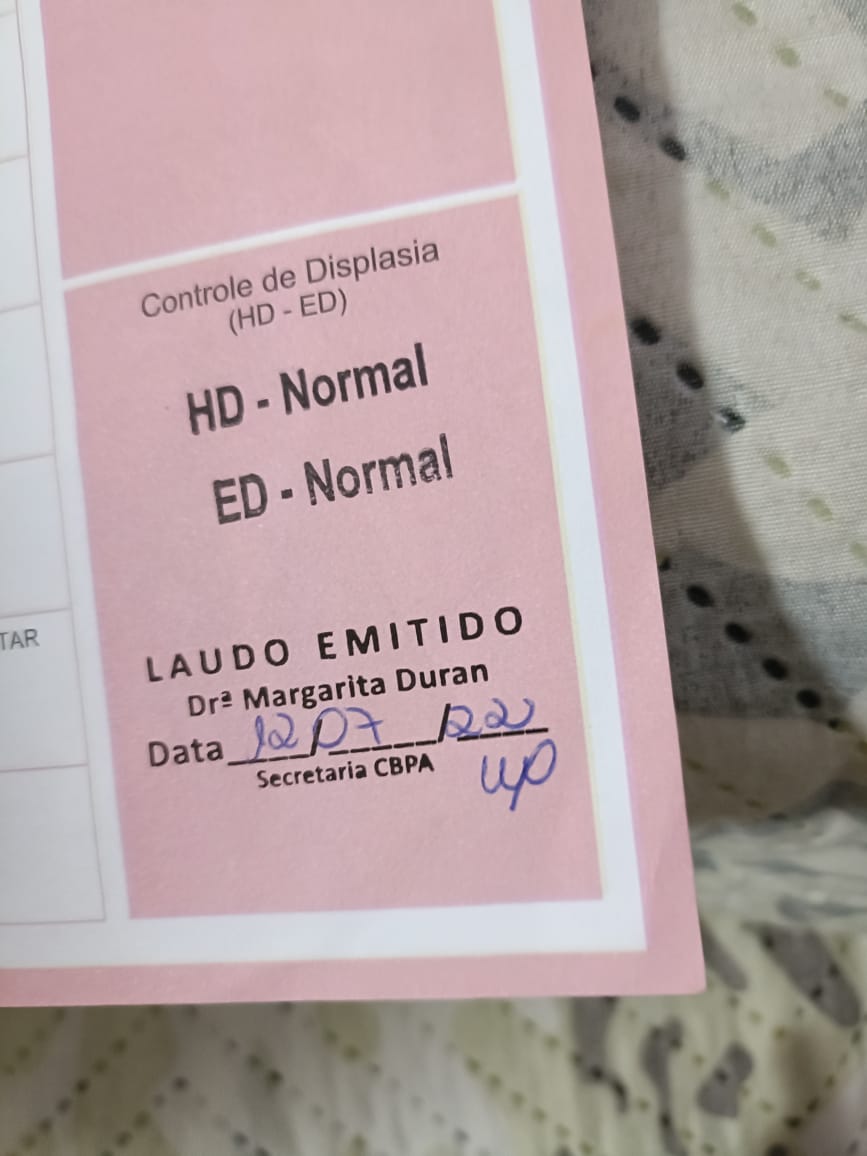 Controle de Displasia
(HD - ED)
HD - Normal
ED - Normal
TAR
LAUDO EMITIDO
Drª Margarita Duran
Data 12/07/22
Secretaria CBPA